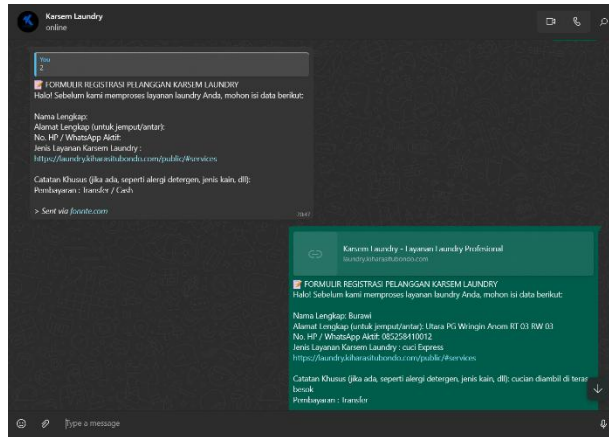 Karsem Laundry
online
You
2
📝 FORMULIR REGISTRASI PELANGGAN KARSEM LAUNDRY
Halo! Sebelum kami memproses layanan laundry Anda, mohon isi data berikut:
Nama Lengkap:
Alamat Lengkap (untuk jemput/antar):
No. HP / WhatsApp Aktif:
Jenis Layanan Karsem Laundry :
https://laundry.kiharasitubondo.com/public/#services
Catatan Khusus (jika ada, seperti alergi detergen, jenis kain, dll):
Pembayaran : Transfer / Cash
> Sent via fonnte.com
Karsem Laundry - Layanan Laundry Profesional
laundry.kiharasitubondo.com
📝 FORMULIR REGISTRASI PELANGGAN KARSEM LAUNDRY
Halo! Sebelum kami memproses layanan laundry Anda, mohon isi data berikut:
Nama Lengkap: Burawi
Alamat Lengkap (untuk jemput/antar): Utara PG Wringin Anom RT 03 RW 03
No. HP / WhatsApp Aktif: 085258410012
Jenis Layanan Karsem Laundry : cuci Express
https://laundry.kiharasitubondo.com/public/#services
Catatan Khusus (jika ada, seperti alergi detergen, jenis kain, dll): cucian diambil di teras
besok
Pembayaran : Transfer
Type a message